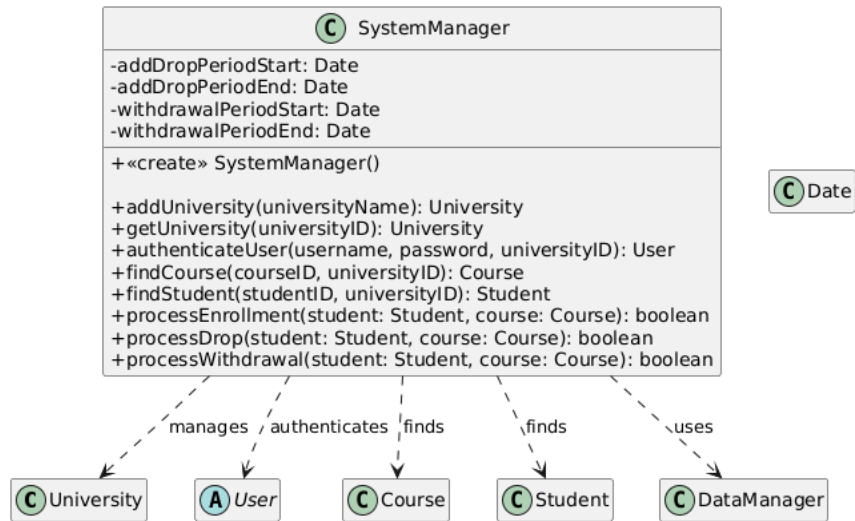 C SystemManager
-addDropPeriodStart: Date
-addDropPeriodEnd: Date
-withdrawalPeriodStart: Date
-withdrawalPeriodEnd: Date
+«create» SystemManager()
+addUniversity(universityName): University
+getUniversity(universityID): University
+authenticateUser(username, password, universityID): User
+findCourse(courseID, universityID): Course
+findStudent(studentID, universityID): Student
+processEnrollment(student: Student, course: Course): boolean
+processDrop(student: Student, course: Course): boolean
+processWithdrawal(student: Student, course: Course): boolean
C Date
manages
authenticates
finds
finds
uses
C University
A User
C Course
C Student
C DataManager